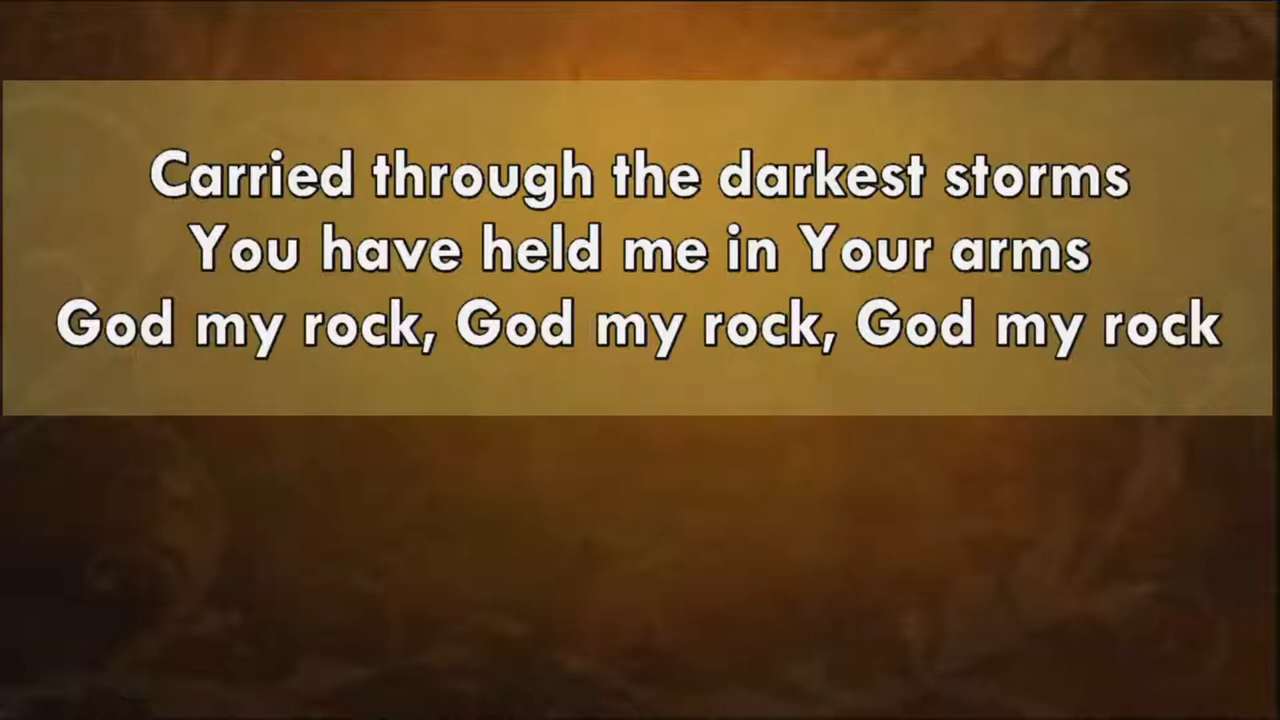 Carried through the darkest storms
You have held me in Your arms
God my rock, God my rock, God my rock